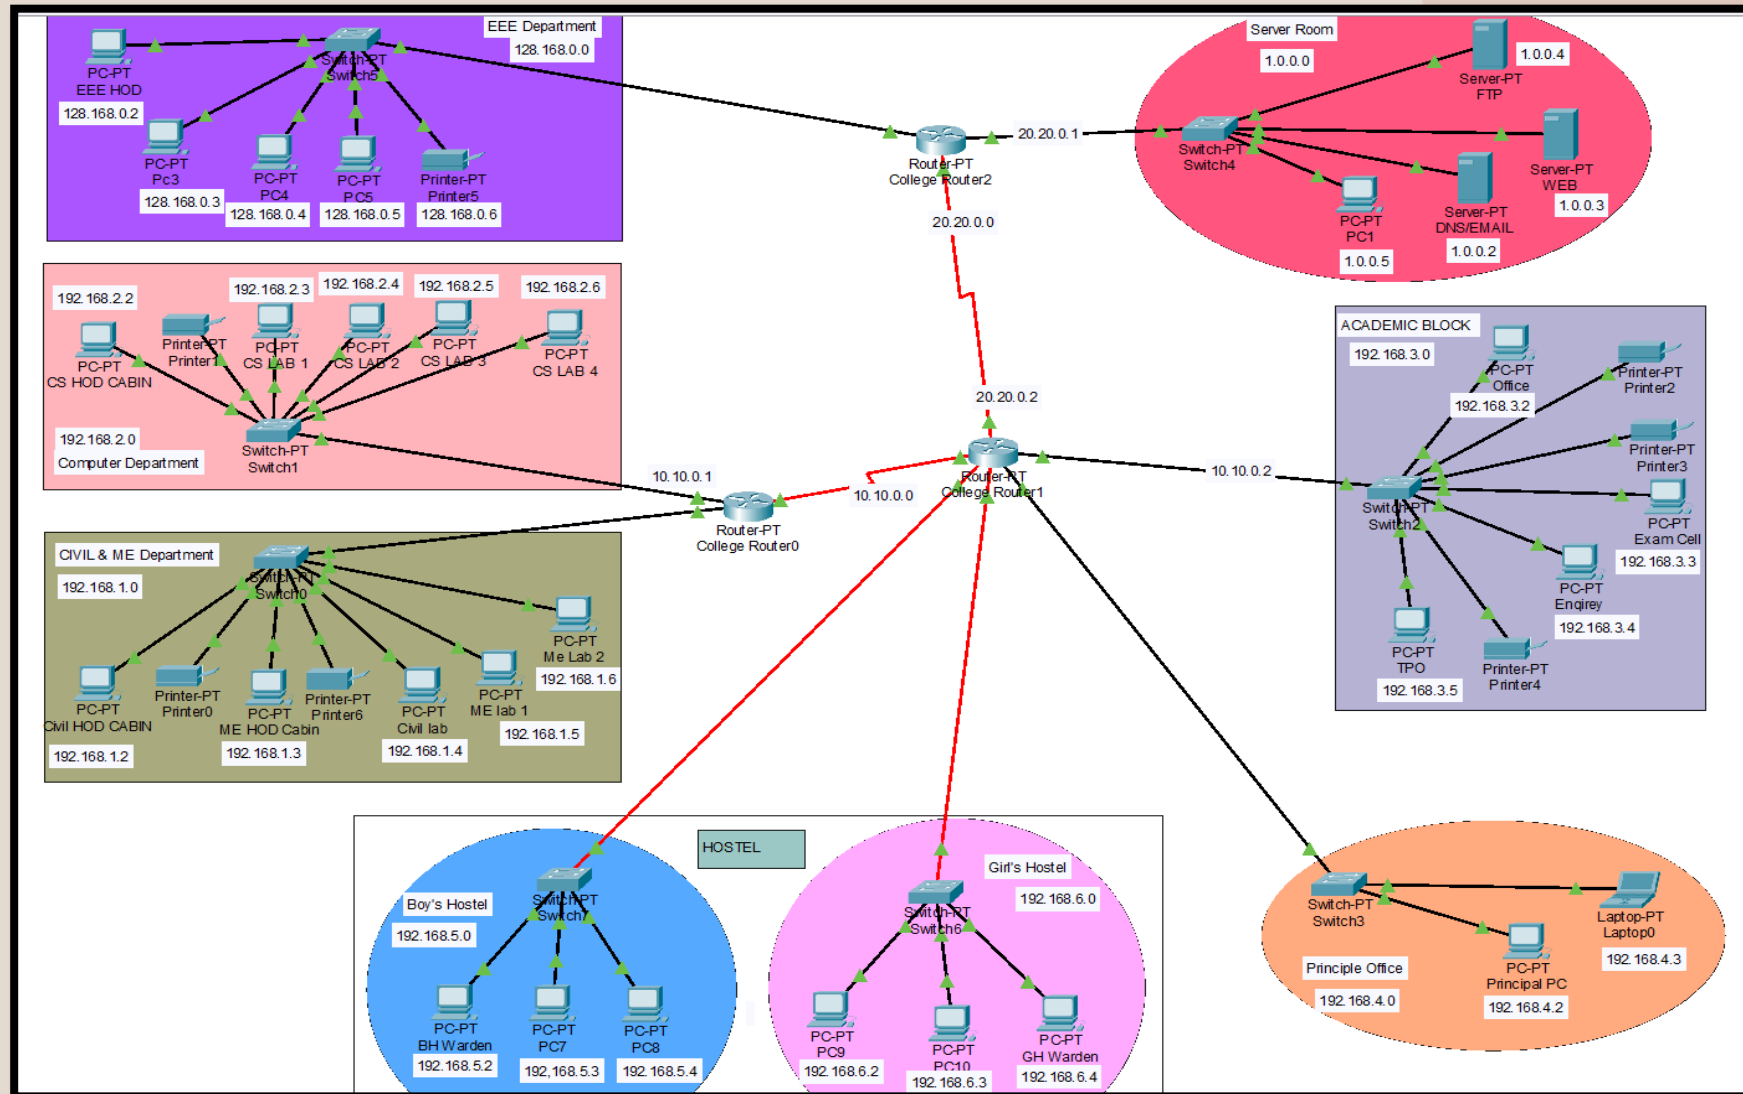 EEE Department
128.168.0.0
Switch-PT
Switch5
PC-PT
EEE HOD
128.168.0.2
PC-PT
Pc3
128.168.0.3
PC-PT
PC4
128.168.0.4
PC-PT
PC5
128.168.0.5
Printer-PT
Printer5
128.168.0.6
Router-PT
College Router2
20.20.0.1
20.20.0.0
Server Room
1.0.0.0
Switch-PT
Switch4
Server-PT
FTP
1.0.0.4
Server-PT
WEB
1.0.0.3
Server-PT
DNS/EMAIL
1.0.0.2
PC-PT
PC1
1.0.0.5
192.168.2.2
PC-PT
CS HOD CABIN
Printer-PT
Printer1
192.168.2.3
PC-PT
CS LAB 1
192.168.2.4
PC-PT
CS LAB 2
192.168.2.5
PC-PT
CS LAB 3
192.168.2.6
PC-PT
CS LAB 4
192.168.2.0
Computer Department
Switch-PT
Switch1
10.10.0.1
Router-PT
College Router0
10.10.0.0
20.20.0.2
Router-PT
College Router1
10.10.0.2
ACADEMIC BLOCK
192.168.3.0
PC-PT
Office
192.168.3.2
Printer-PT
Printer2
Printer-PT
Printer3
Switch-PT
Switch2
PC-PT
Exam Cell
192.168.3.3
PC-PT
Enqirey
192.168.3.4
PC-PT
TPO
192.168.3.5
Printer-PT
Printer4
CIVIL & ME Department
192.168.1.0
Switch-PT
Switch0
PC-PT
Civil HOD CABIN
192.168.1.2
Printer-PT
Printer0
PC-PT
ME HOD Cabin
192.168.1.3
Printer-PT
Printer6
PC-PT
Civil lab
192.168.1.4
PC-PT
ME lab 1
192.168.1.5
PC-PT
Me Lab 2
192.168.1.6
HOSTEL
Boy's Hostel
192.168.5.0
Switch-PT
PC-PT
BH Warden
192.168.5.2
PC-PT
PC7
192,168.5.3
PC-PT
PC8
192.168.5.4
Girl's Hostel
192.168.6.0
Switch-PT
Switch6
PC-PT
PC9
192.168.6.2
PC-PT
PC10
192.168.6.3
PC-PT
GH Warden
192.168.6.4
Switch-PT
Switch3
Laptop-PT
Laptop0
192.168.4.3
Principle Office
192.168.4.0
PC-PT
Principal PC
192.168.4.2